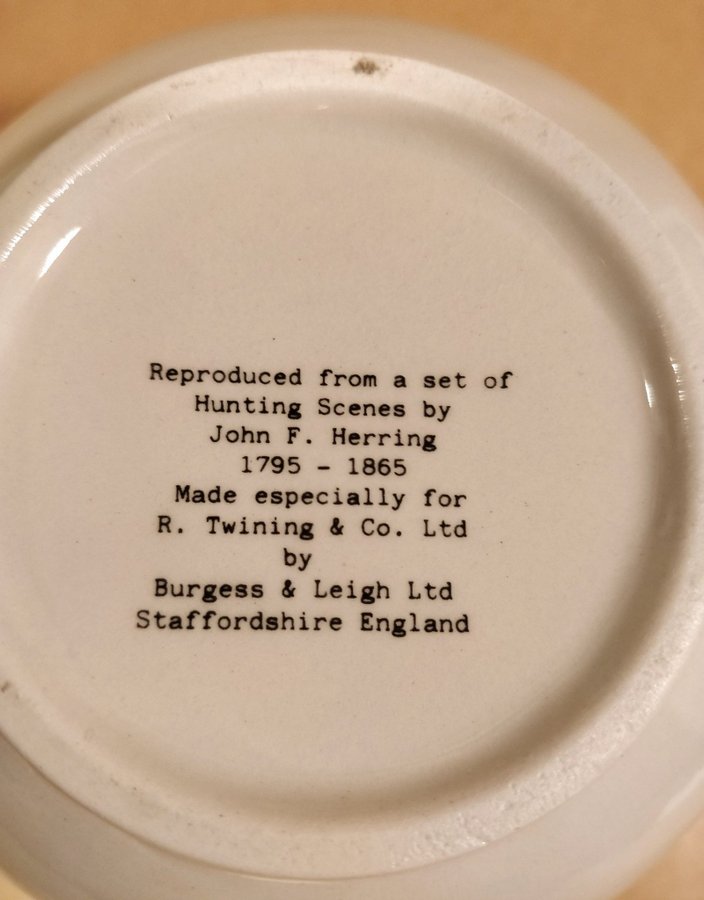 Reproduced from a set of
Hunting Scenes by
John F. Herring
1795 - 1865
Made especially for
R. Twining & Co. Ltd
by
Burgess & Leigh Ltd
Staffordshire England